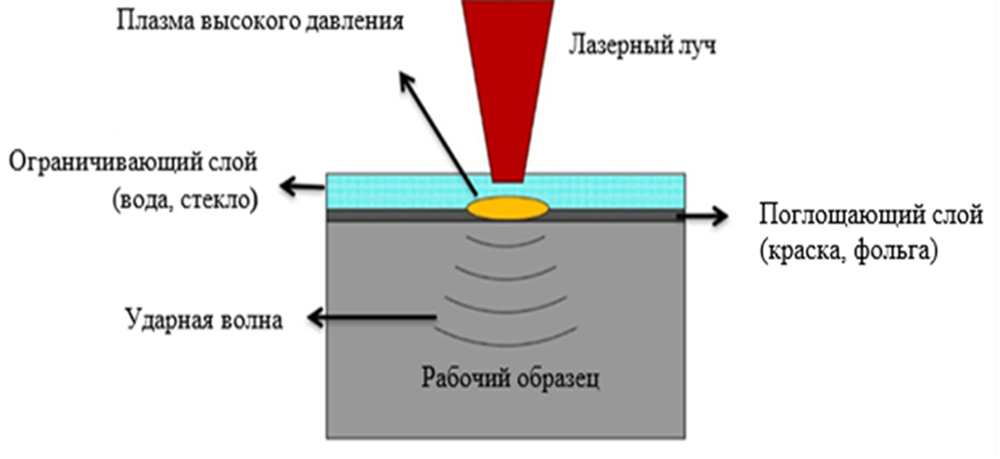 Плазма высокого давления
Лазерный луч
Ограничивающий слой
(вода, стекло)
Поглощающий слой
(краска, фольга)
Ударная волна
Рабочий образец